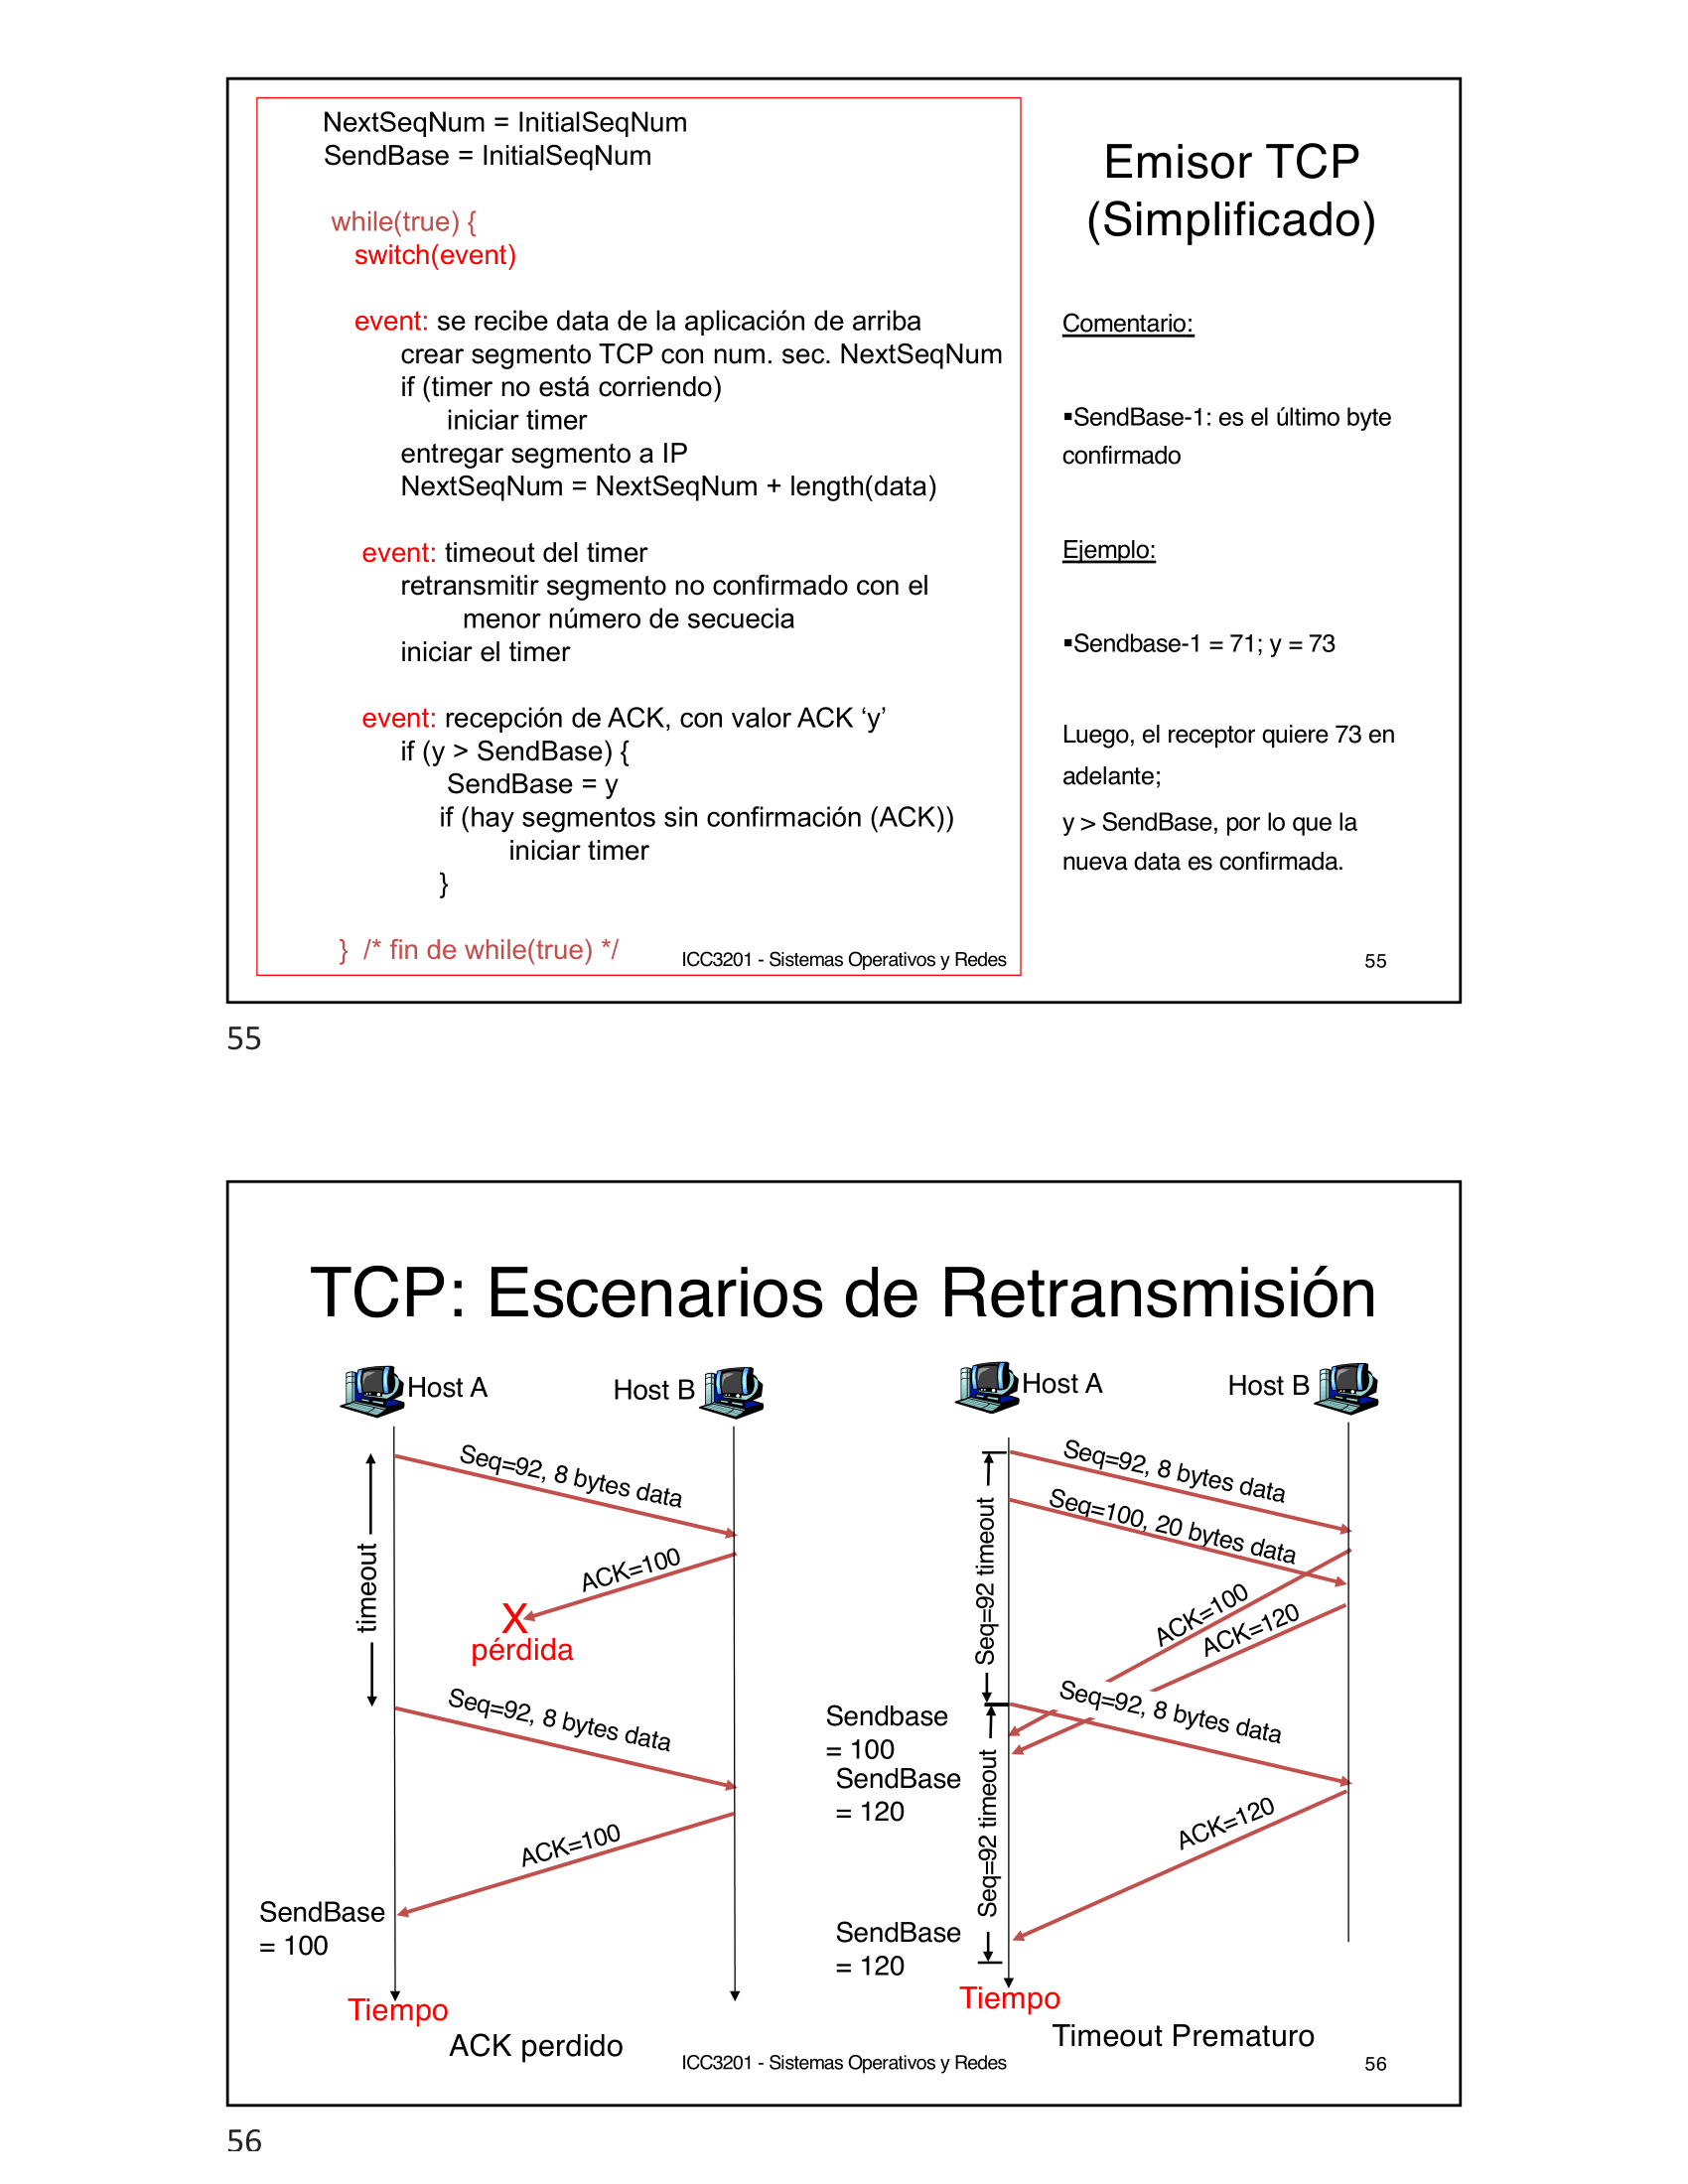 NextSeqNum = InitialSeqNum
SendBase = InitialSeqNum
while(true) {
switch(event)
event: se recibe data de la aplicación de arriba
crear segmento TCP con num. sec. NextSeqNum
if (timer no está corriendo)
iniciar timer
entregar segmento a IP
NextSeqNum = NextSeqNum + length(data)
event: timeout del timer
retransmitir segmento no confirmado con el
menor número de secuecia
iniciar el timer
event: recepción de ACK, con valor ACK ‘y’
if (y > SendBase) {
SendBase = y
if (hay segmentos sin confirmación (ACK))
iniciar timer
}
} /* fin de while(true) */
Emisor TCP
(Simplificado)
Comentario:
▪SendBase-1: es el último byte
confirmado
Ejemplo:
▪Sendbase-1 = 71; y = 73
Luego, el receptor quiere 73 en
adelante;
y > SendBase, por lo que la
nueva data es confirmada.
ICC3201 - Sistemas Operativos y Redes
55
55
TCP: Escenarios de Retransmisión
Host A
Host B
Seq=92, 8 bytes data
timeout
ACK=100
X
pérdida
Seq=92, 8 bytes data
ACK=100
SendBase
= 100
Tiempo
ACK perdido
Host A
Host B
Seq=92, 8 bytes data
Seq=100, 20 bytes data
Seq=92 timeout
ACK=100
ACK=120
Seq=92, 8 bytes data
Sendbase
= 100
SendBase
= 120
Seq=92 timeout
ACK=120
SendBase
= 120
Tiempo
Timeout Prematuro
ICC3201 - Sistemas Operativos y Redes
56
56